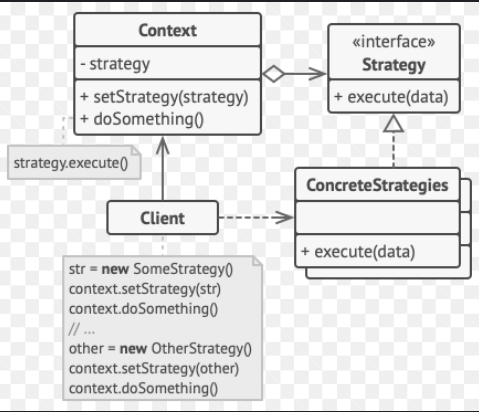 Context
- strategy
+ setStrategy(strategy)
+ doSomething()
«interface»
Strategy
+ execute(data)
strategy.execute()
ConcreteStrategies
+ execute(data)
Client
str = new SomeStrategy()
context.setStrategy(str)
context.doSomething()
// ...
other = new OtherStrategy()
context.setStrategy(other)
context.doSomething()